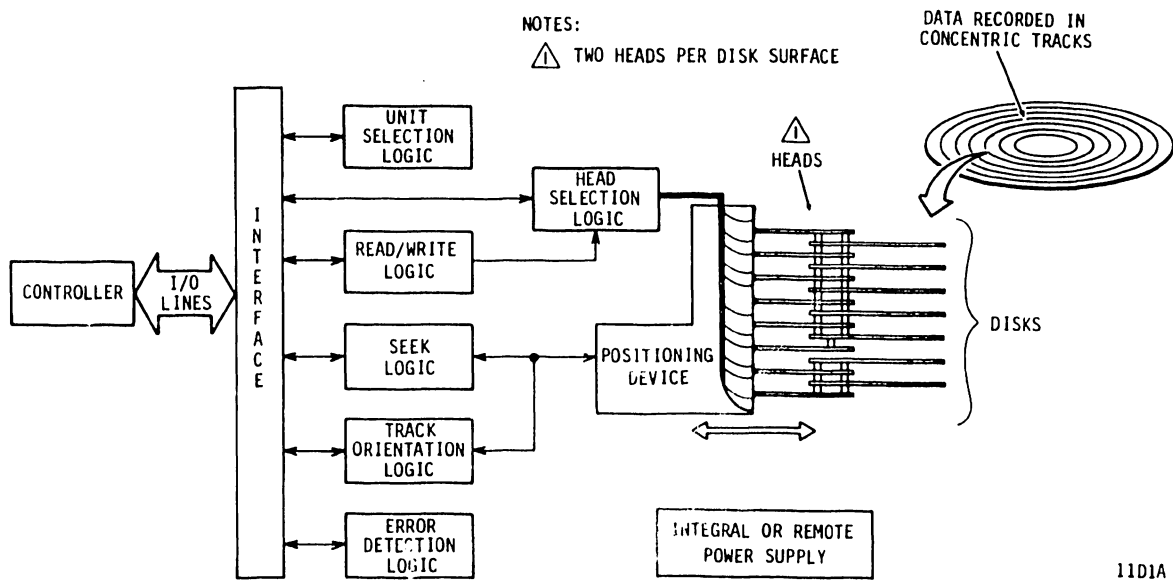 NOTES:
1 TWO HEADS PER DISK SURFACE
DATA RECORDED IN
CONCENTRIC TRACKS
UNIT
SELECTION
LOGIC
1
HEADS
HEAD
SELECTION
LOGIC
INTERFACE
READ/WRITE
LOGIC
CONTROLLER
I/O
LINES
SEEK
LOGIC
POSITIONING
DEVICE
DISKS
TRACK
ORIENTATION
LOGIC
ERROR
DETECTION
LOGIC
INTEGRAL OR REMOTE
POWER SUPPLY
11D1A